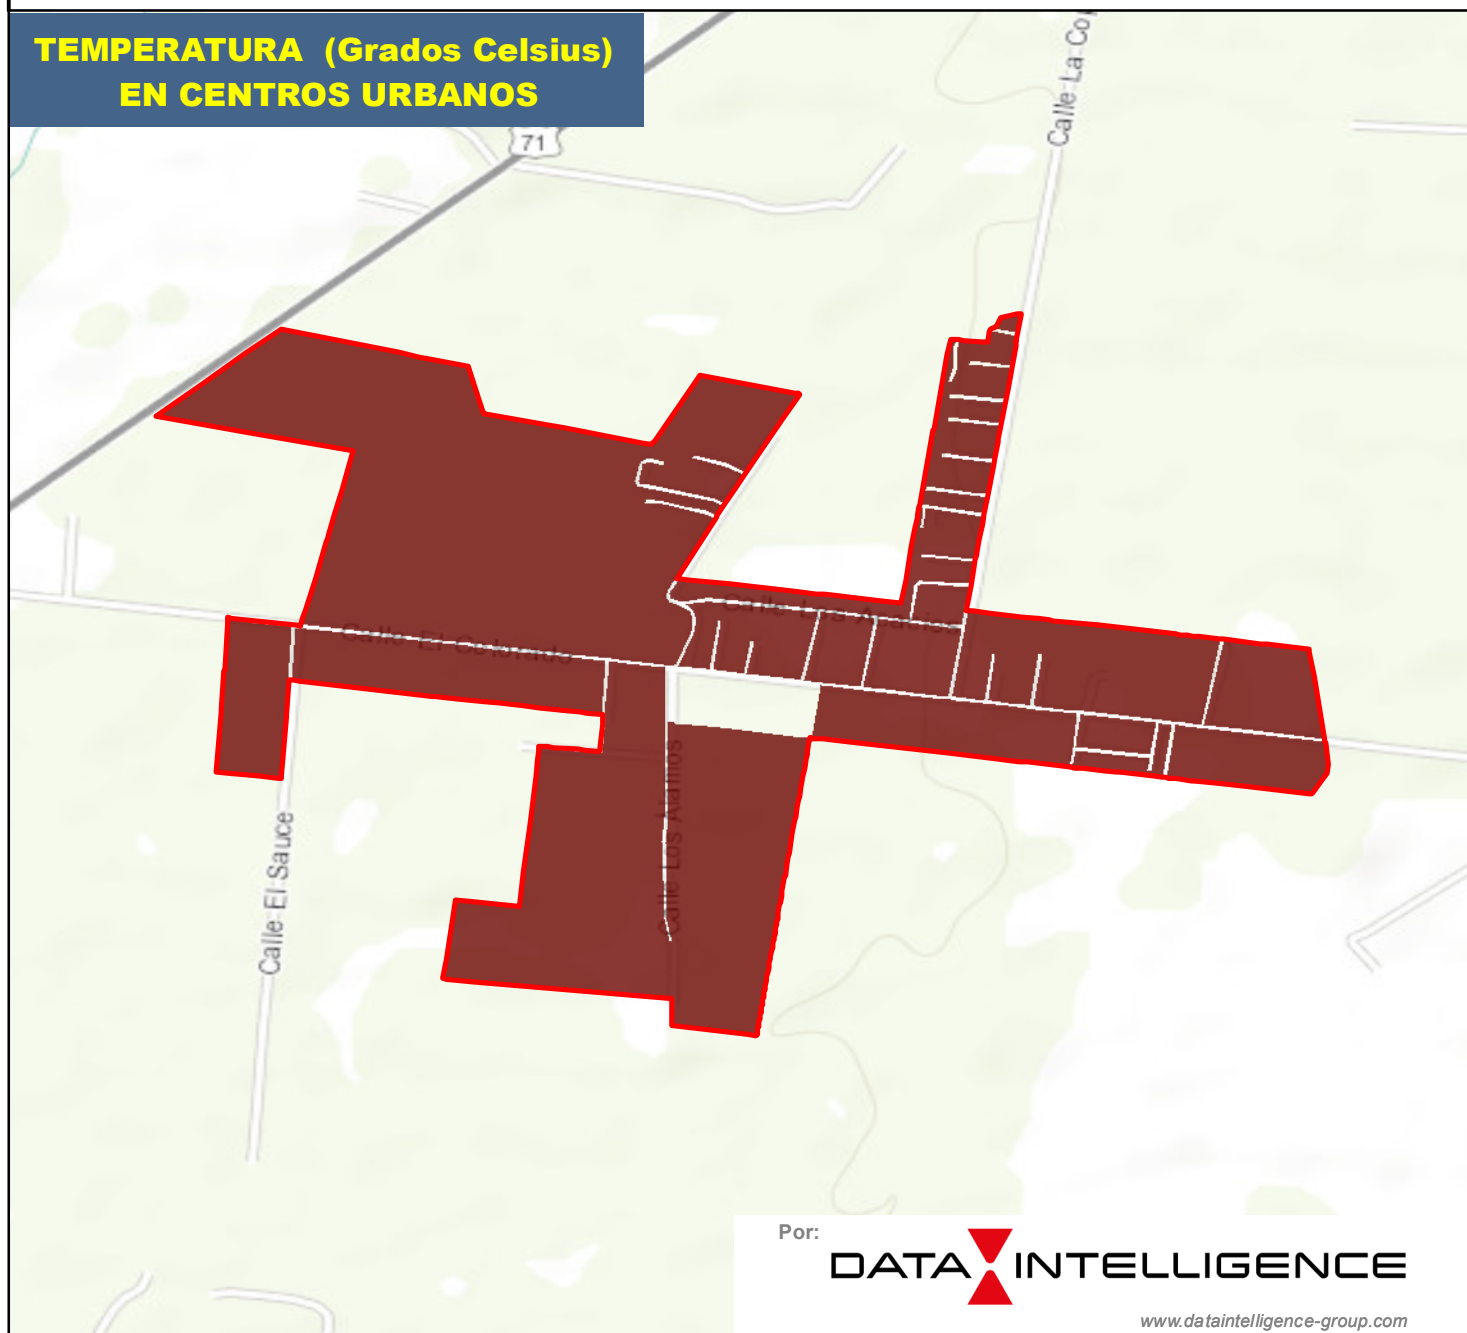 TEMPERATURA (Grados Celsius)
EN CENTROS URBANOS
71
Calle La Co
Calle Los Acacios
Calle El Colorado
Calle Los Alamos
Calle El Sauce
Por:
DATA INTELLIGENCE
www.dataintelligence-group.com